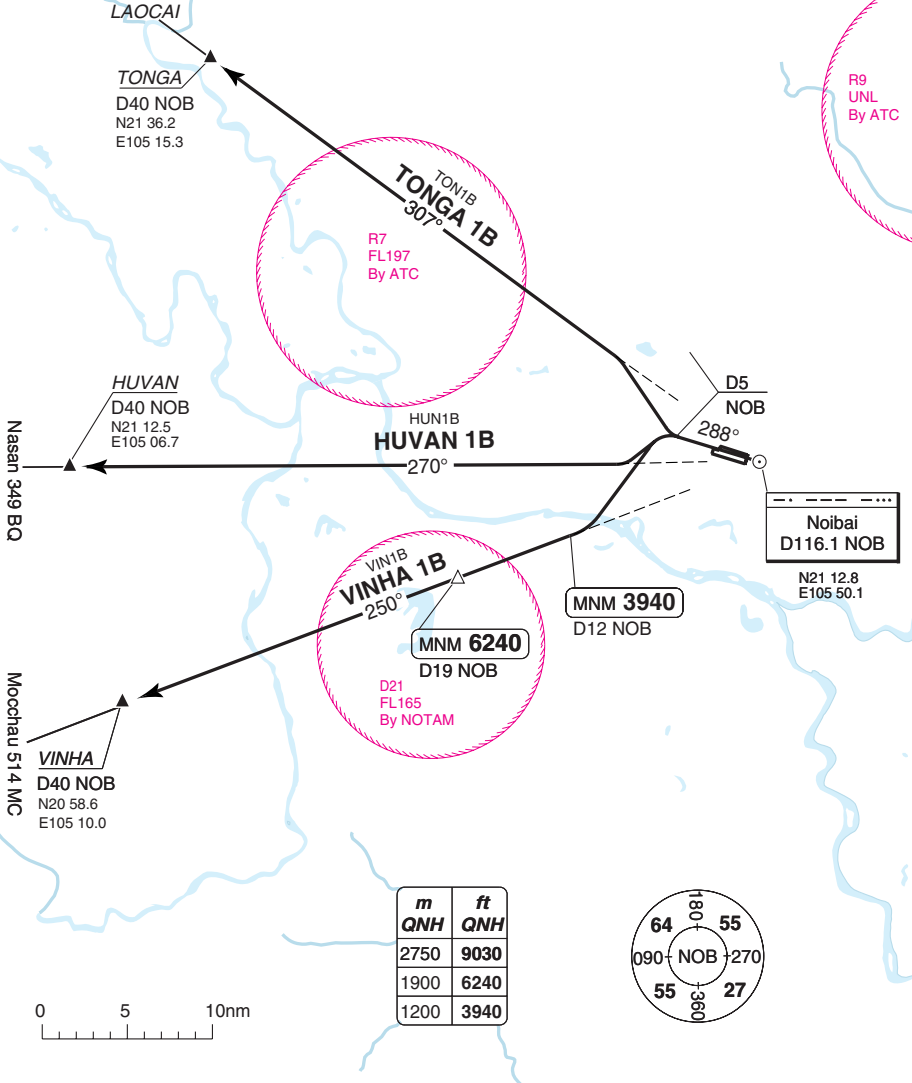 LAOCAI
TONGA
D40 NOB
N21 36.2
E105 15.3
R9
UNL
By ATC
TON1B
TONGA 1B
307°
R7
FL197
By ATC
HUVAN
D40 NOB
N21 12.5
E105 06.7
D5
NOB
288°
HUN1B
HUVAN 1B
270°
Nasan 349 BQ
Noibai
D116.1 NOB
N21 12.8
E105 50.1
VIN1B
VINHA 1B
250°
MNM 3940
D12 NOB
MNM 6240
D19 NOB
D21
FL165
By NOTAM
Mocchau 514 MC
VINHA
D40 NOB
N20 58.6
E105 10.0
m ft
QNH QNH
2750 9030
1900 6240
1200 3940
180
64 55
090 NOB 270
55 27
360
0 5 10nm